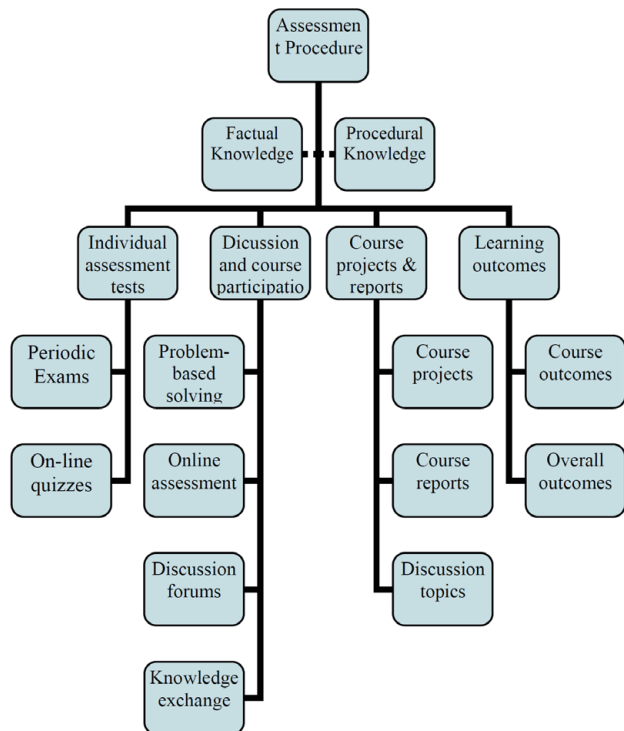 Assessmen
t Procedure
Factual
Knowledge
Procedural
Knowledge
Individual
assessment
tests
Dicussion
and course
participatio
Course
projects &
reports
Learning
outcomes
Periodic
Exams
Problem-
based
solving
Course
projects
Course
outcomes
On-line
quizzes
Online
assessment
Course
reports
Overall
outcomes
Discussion
forums
Discussion
topics
Knowledge
exchange